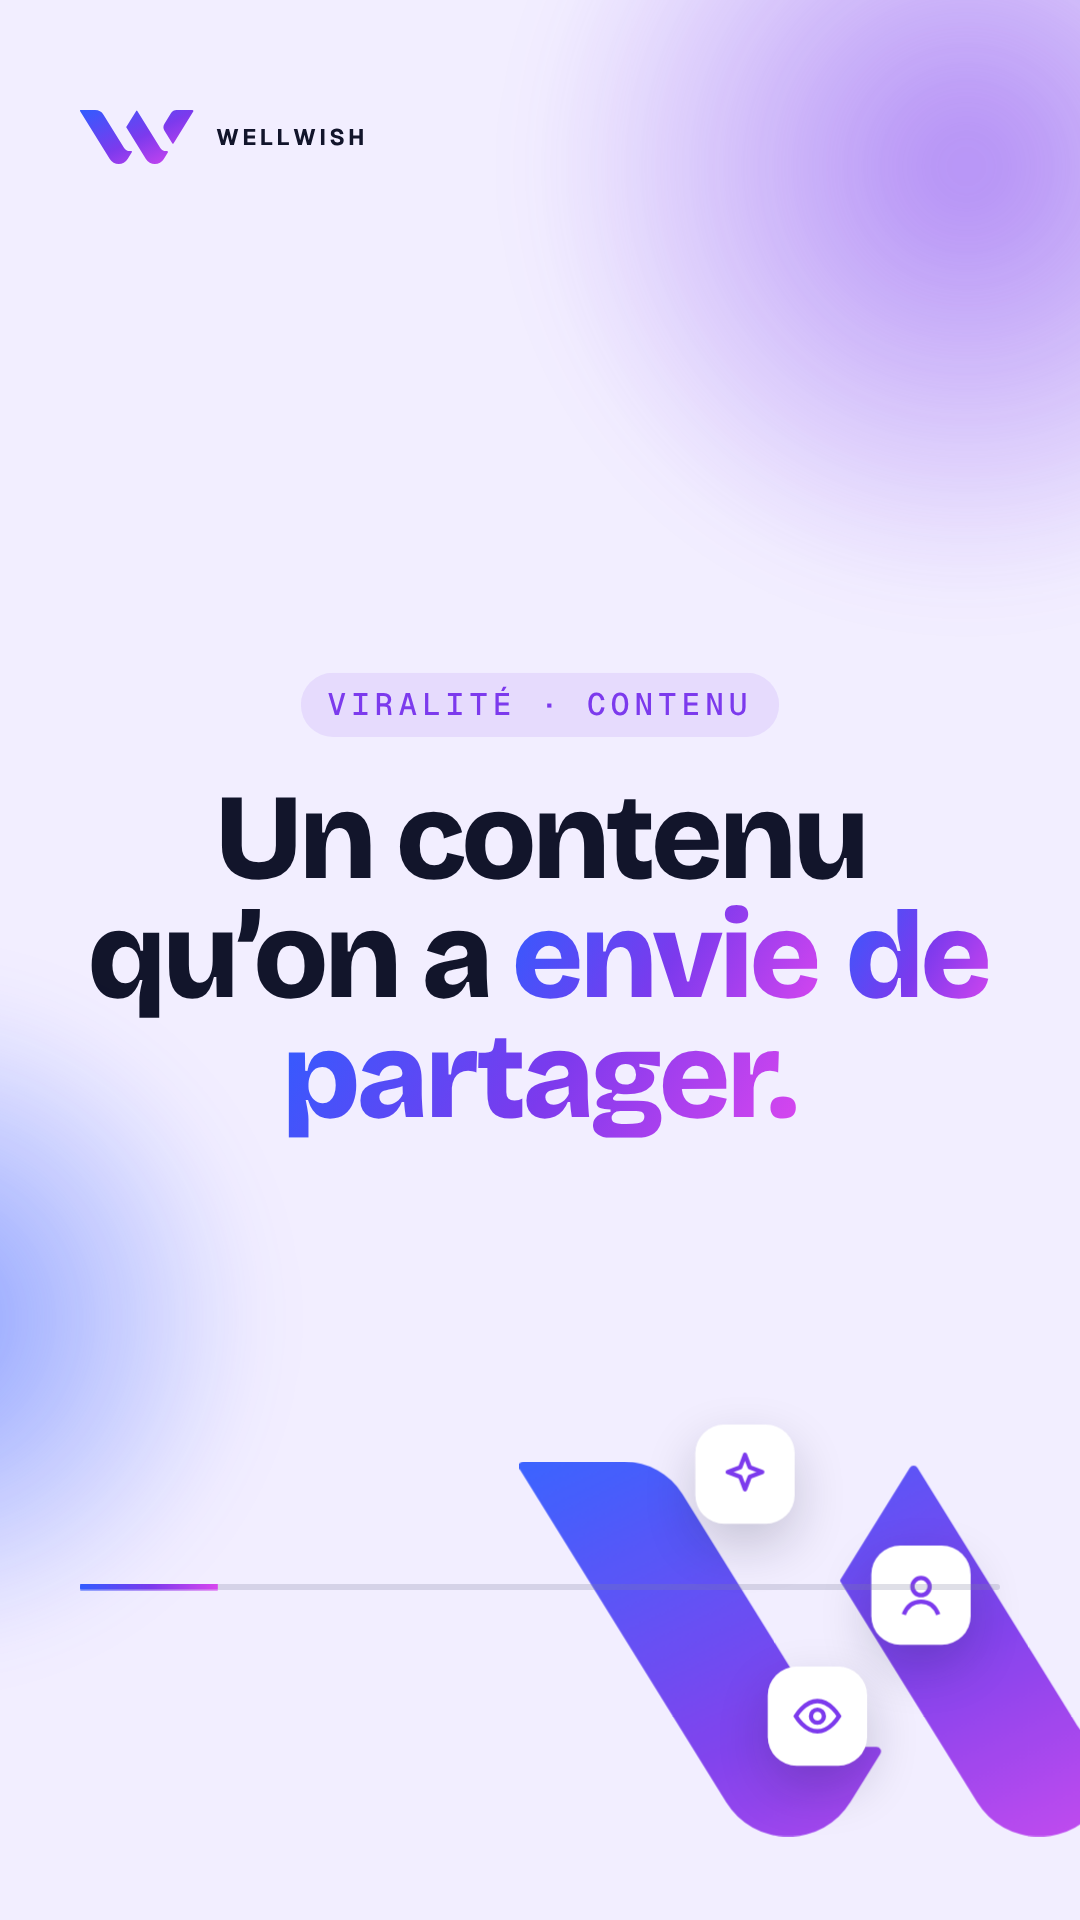 WELLWISH
VIRALITÉ · CONTENU
Un contenu
qu’on a envie de
partager.